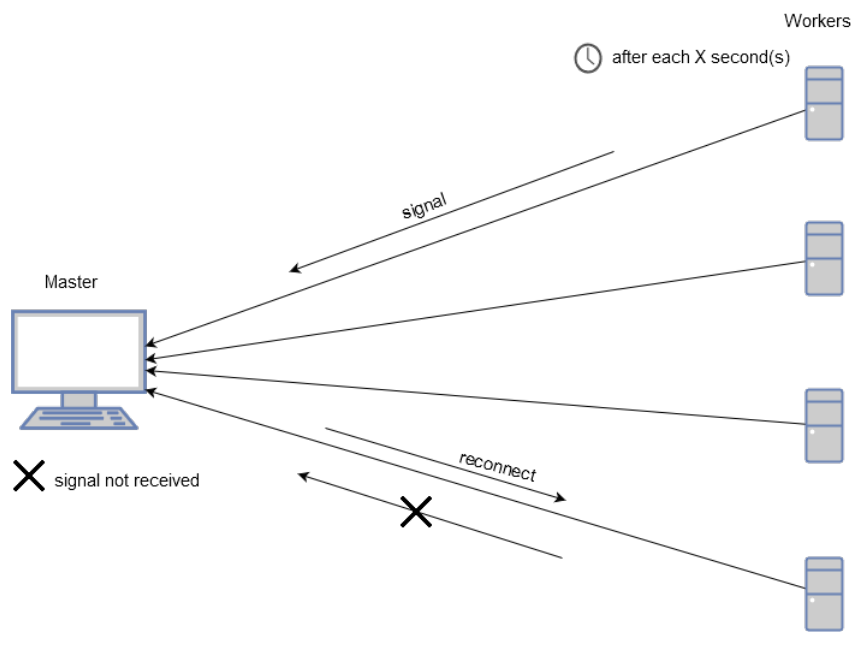 Workers
after each X second(s)
signal
Master
reconnect
signal not received